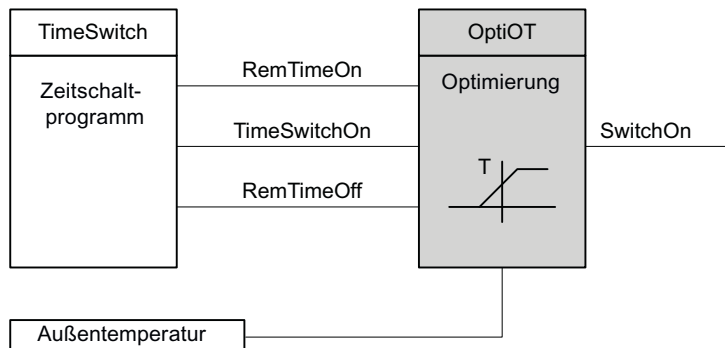 TimeSwitch
Zeitschalt-
programm
RemTimeOn
TimeSwitchOn
RemTimeOff
OptiOT
Optimierung
T
SwitchOn
Außentemperatur